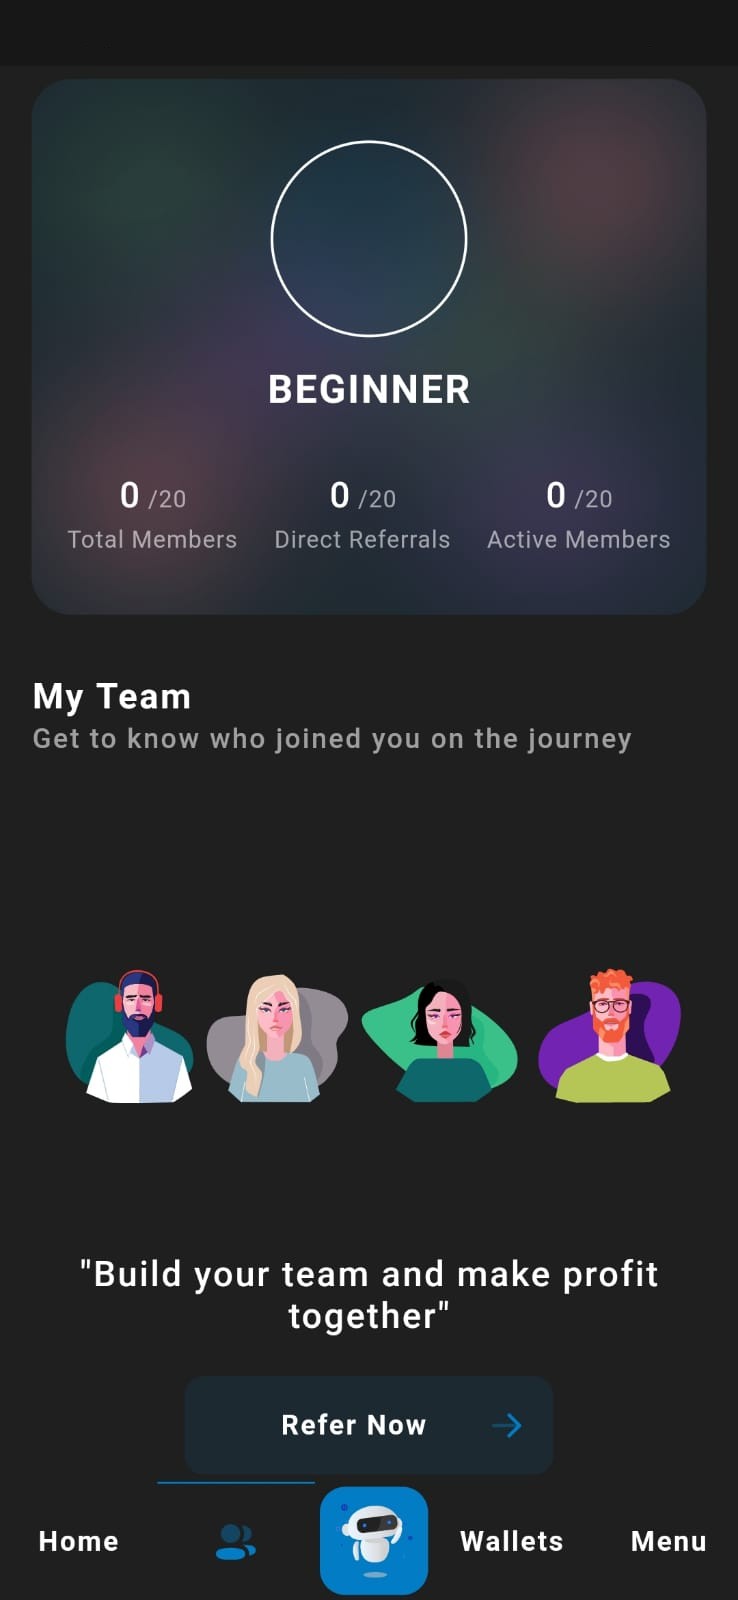 BEGINNER
0 /20 0 /20 0 /20
Total Members Direct Referrals Active Members
My Team
Get to know who joined you on the journey
"Build your team and make profit
together"
Refer Now
Home Wallets Menu